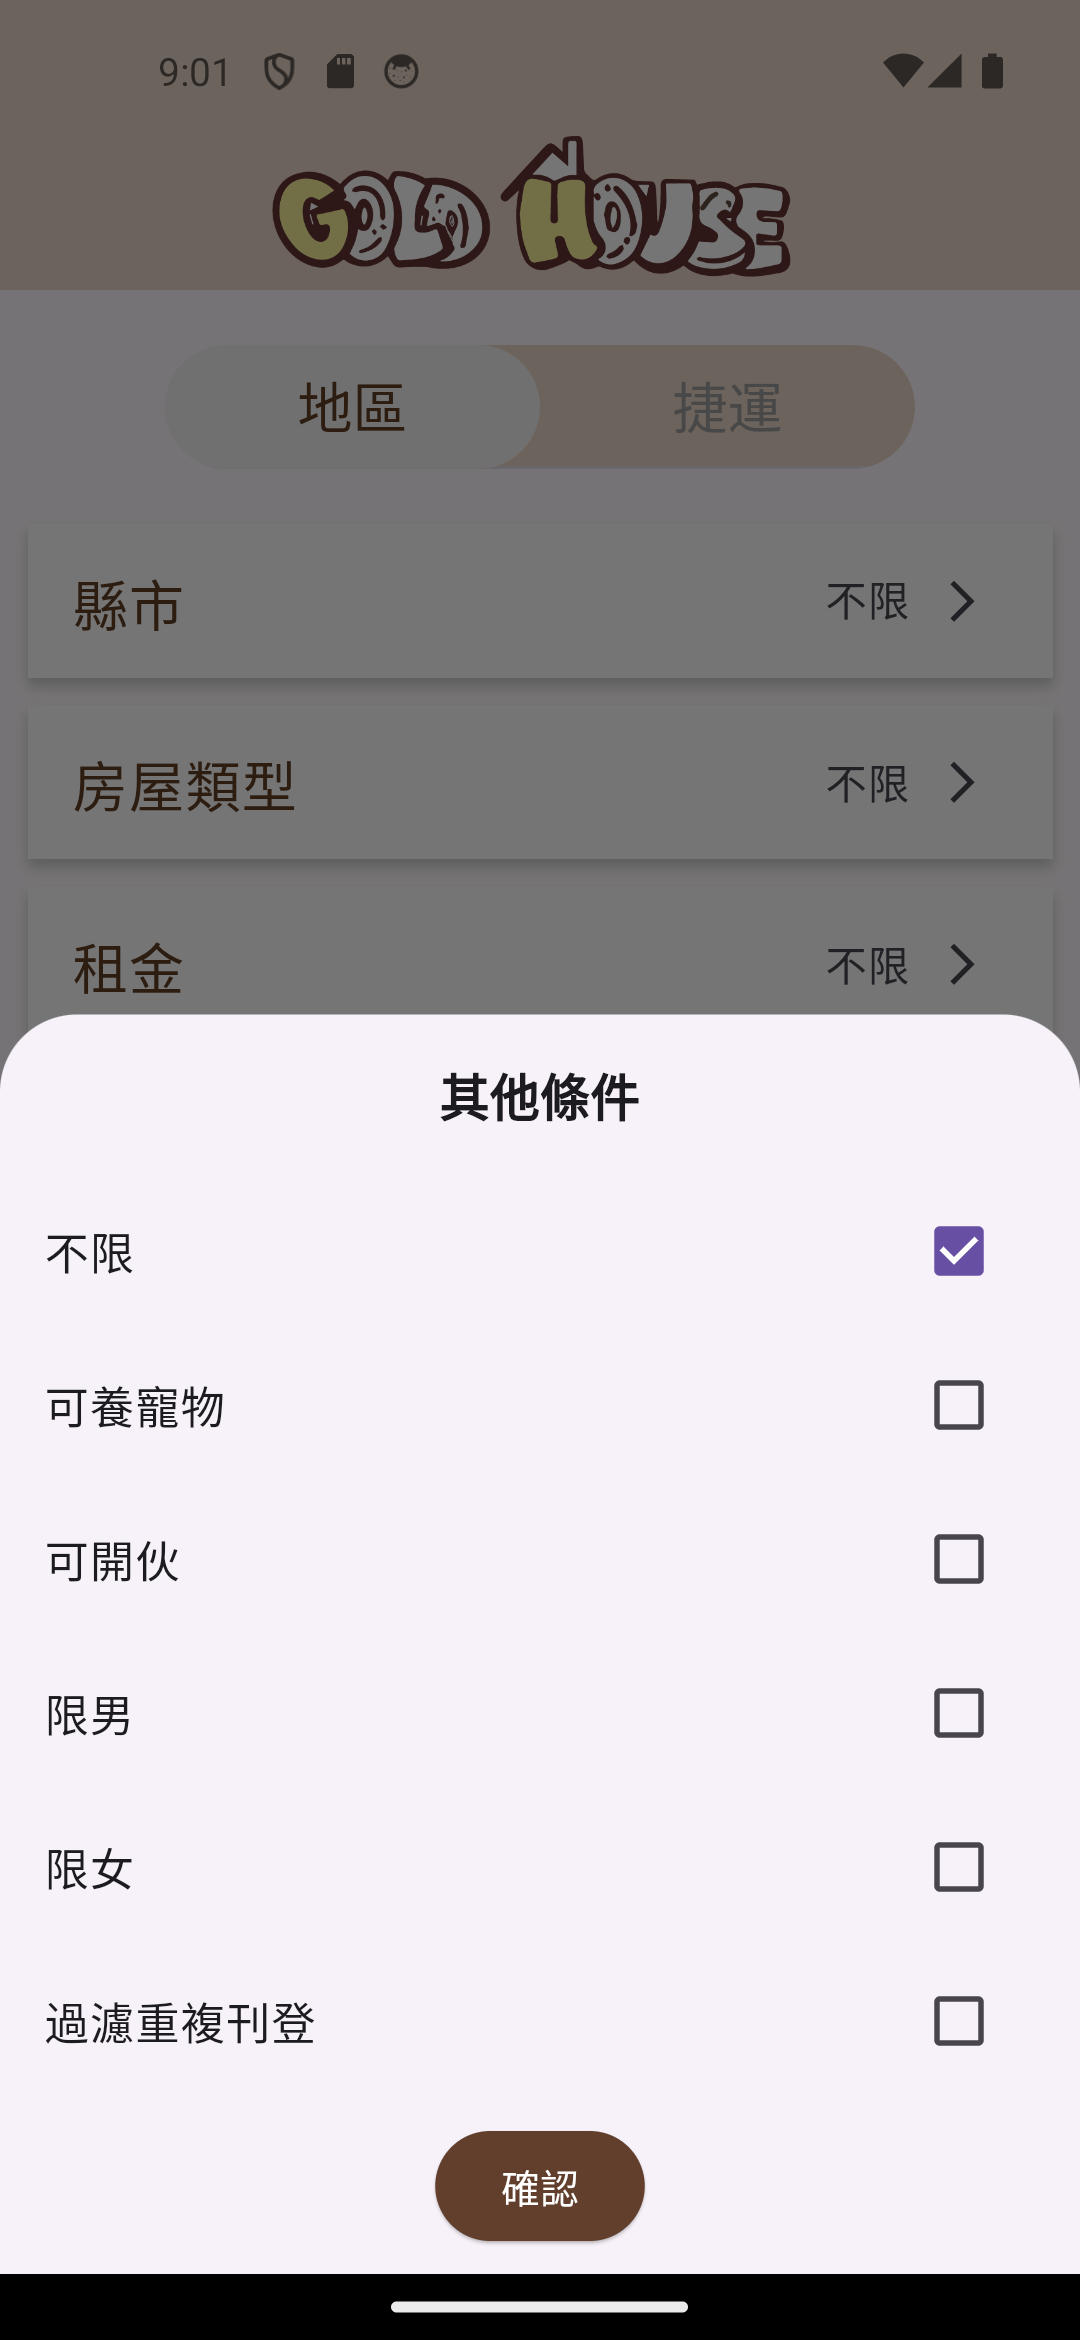 9:01
GOLD HOUSE
地區
捷運
縣市
不限
房屋類型
不限
租金
不限
其他條件
不限
可養寵物
可開伙
限男
限女
過濾重複刊登
確認